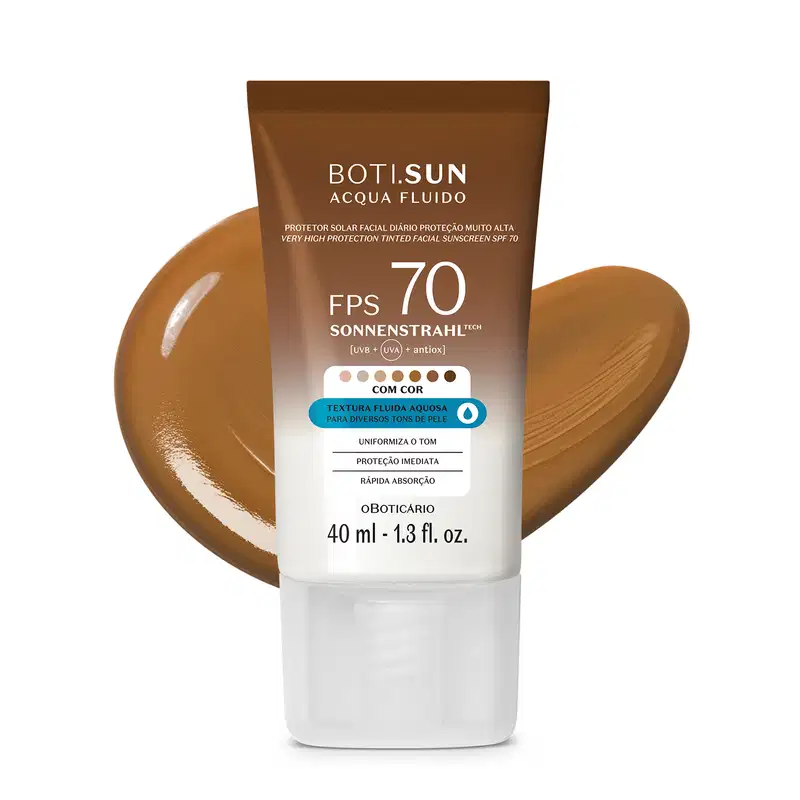 BOTI.SUN
ACQUA FLUIDO
PROTETOR SOLAR FACIAL DIÁRIO PROTEÇÃO MUITO ALTA
VERY HIGH PROTECTION TINTED FACIAL SUNSCREEN SPF 70
FPS 70
SONNENSTRAHL TECH
[UVB + UVA + antiox]
COM COR
TEXTURA FLUIDA AQUOSA
PARA DIVERSOS TONS DE PELE
UNIFORMIZA O TOM
PROTEÇÃO IMEDIATA
RÁPIDA ABSORÇÃO
oBOTICÁRIO
40 ml - 1.3 fl. oz.